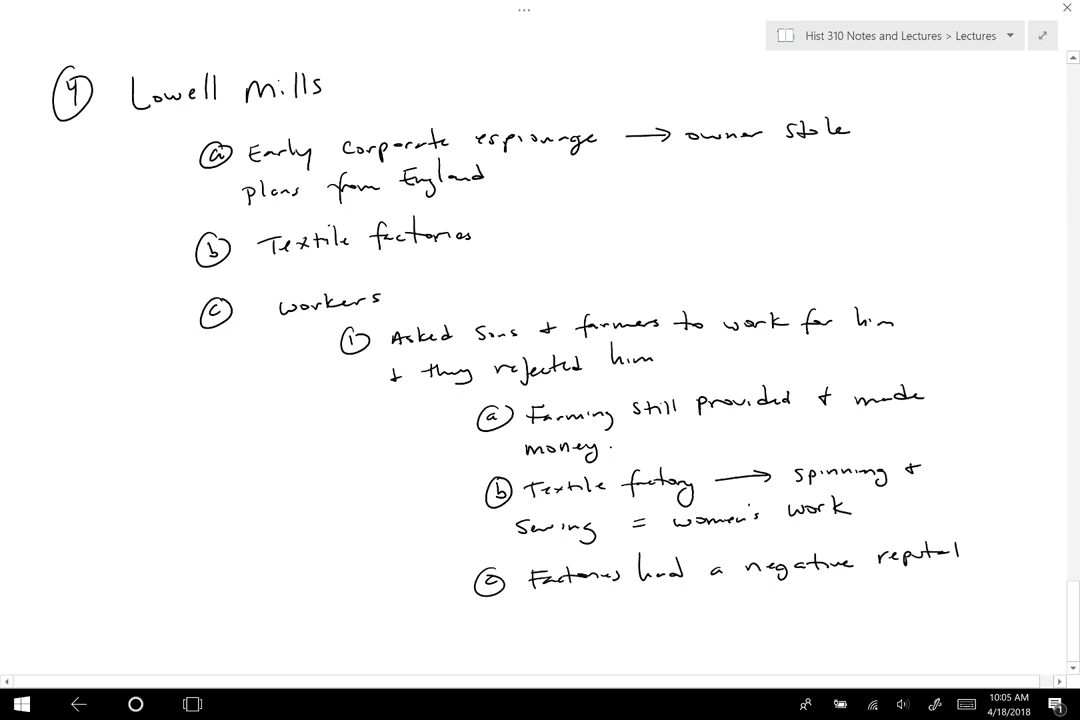 ...
Hist 310 Notes and Lectures > Lectures
4 Lowell Mills
a Early corporate espionage → owner stole
plans from England
b Textile factories
c workers
1 Asked sons + farmers to work for him
+ they rejected him
a Farming still provided + made
money.
b Textile factory → spinning +
sewing = women's work
c Factories had a negative reputal
10:05 AM
4/18/2018
1